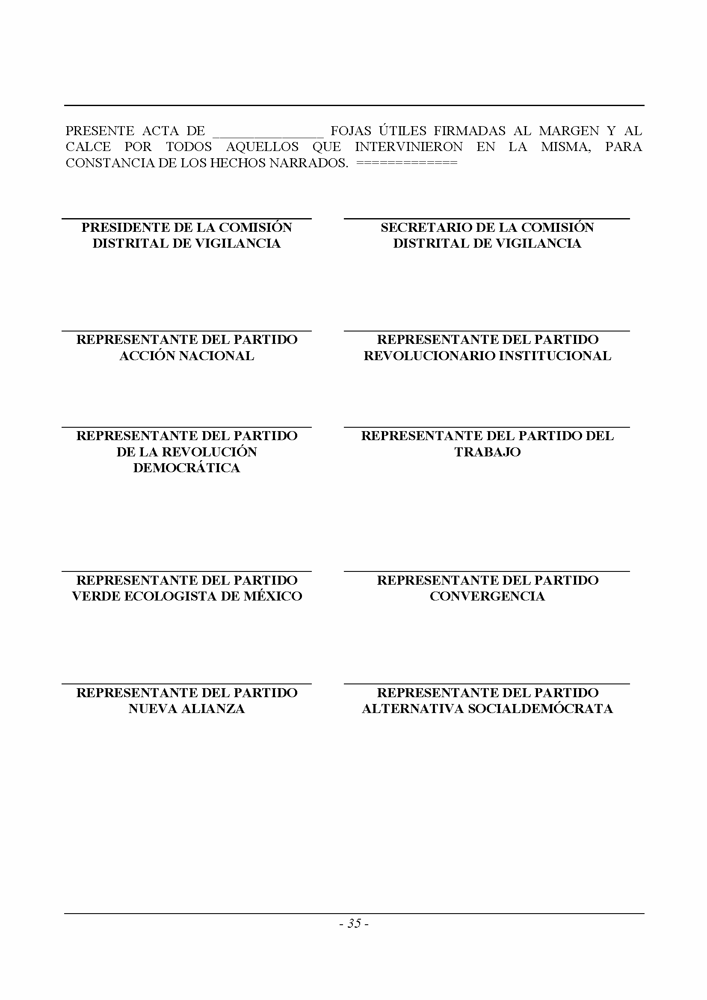 PRESENTE ACTA DE ________________ FOJAS ÚTILES FIRMADAS AL MARGEN Y AL
CALCE POR TODOS AQUELLOS QUE INTERVINIERON EN LA MISMA, PARA
CONSTANCIA DE LOS HECHOS NARRADOS. =============
PRESIDENTE DE LA COMISIÓN
DISTRITAL DE VIGILANCIA
SECRETARIO DE LA COMISIÓN
DISTRITAL DE VIGILANCIA
REPRESENTANTE DEL PARTIDO
ACCIÓN NACIONAL
REPRESENTANTE DEL PARTIDO
REVOLUCIONARIO INSTITUCIONAL
REPRESENTANTE DEL PARTIDO
DE LA REVOLUCIÓN
DEMOCRÁTICA
REPRESENTANTE DEL PARTIDO DEL
TRABAJO
REPRESENTANTE DEL PARTIDO
VERDE ECOLOGISTA DE MÉXICO
REPRESENTANTE DEL PARTIDO
CONVERGENCIA
REPRESENTANTE DEL PARTIDO
NUEVA ALIANZA
REPRESENTANTE DEL PARTIDO
ALTERNATIVA SOCIALDEMÓCRATA
- 35 -